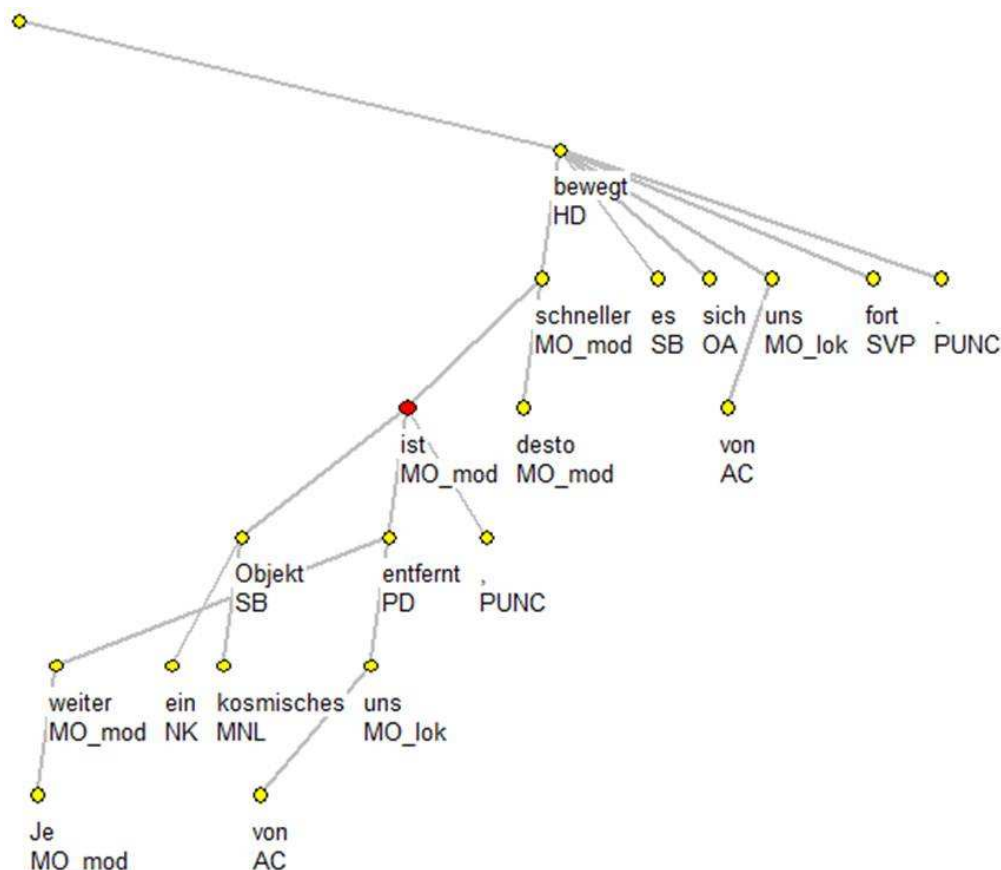 bewegt
HD
schneller es sich uns fort .
MO_mod SB OA MO_lok SVP PUNC
ist desto von
MO_mod MO_mod AC
Objekt entfernt ,
SB PD PUNC
weiter ein kosmisches uns
MO_mod NK MNL MO_lok
Je von
MO_mod AC